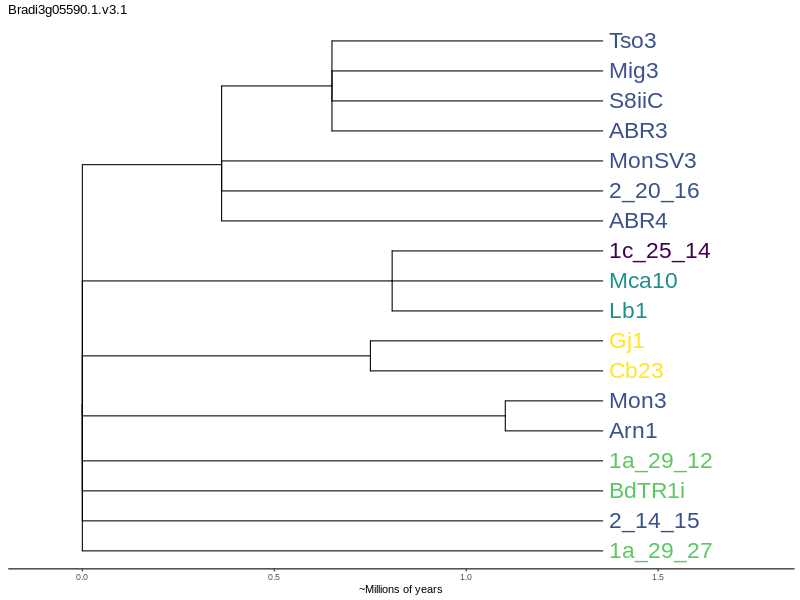 Bradi3g05590.1.v3.1
Tso3
Mig3
S8iiC
ABR3
MonSV3
2_20_16
ABR4
1c_25_14
Mca10
Lb1
Gj1
Cb23
Mon3
Arn1
1a_29_12
BdTR1i
2_14_15
1a_29_27
0.0 0.5 1.0 1.5
~Millions of years